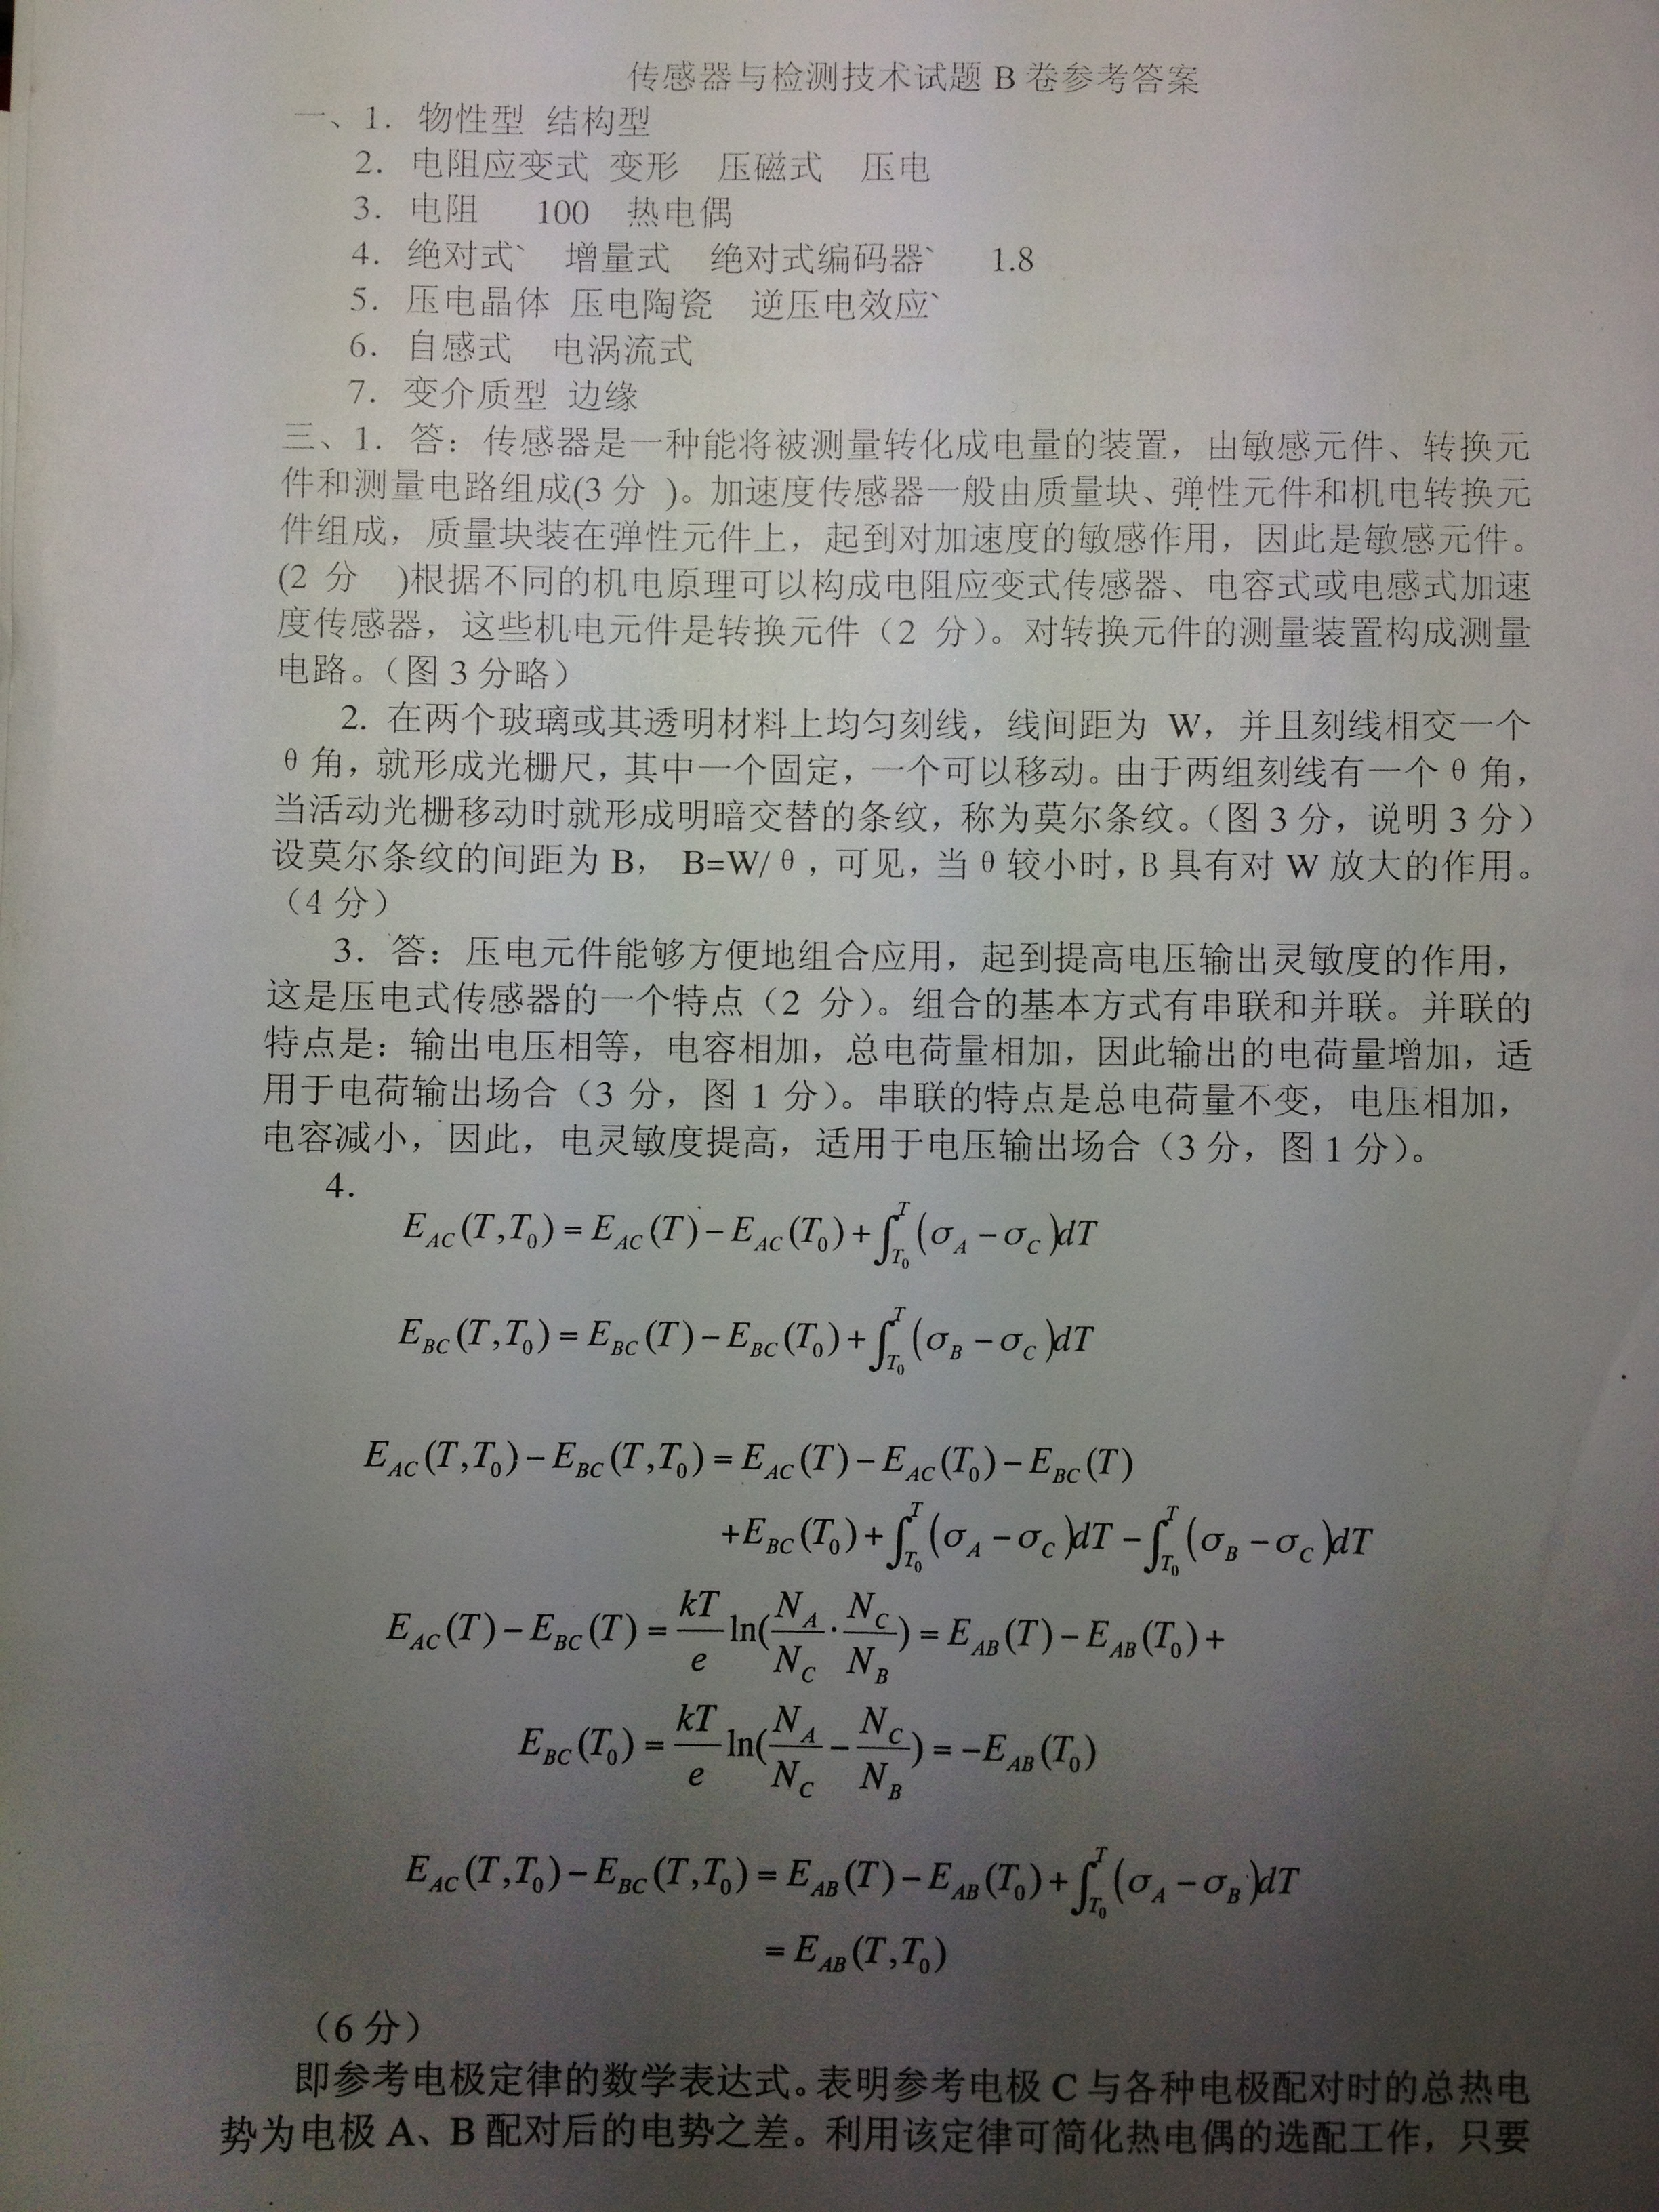 传感器与检测技术试题 B 卷参考答案
一、1. 物性型 结构型
2. 电阻应变式 变形 压磁式 压电
3. 电阻 100 热电偶
4. 绝对式` 增量式 绝对式编码器` 1.8
5. 压电晶体 压电陶瓷 逆压电效应`
6. 自感式 电涡流式
7. 变介质型 边缘
三、1. 答：传感器是一种能将被测量转化成电量的装置，由敏感元件、转换元
件和测量电路组成(3 分 )。加速度传感器一般由质量块、弹性元件和机电转换元
件组成，质量块装在弹性元件上，起到对加速度的敏感作用，因此是敏感元件。
(2 分 )根据不同的机电原理可以构成电阻应变式传感器、电容式或电感式加速
度传感器，这些机电元件是转换元件（2 分）。对转换元件的测量装置构成测量
电路。（图 3 分略）
2. 在两个玻璃或其透明材料上均匀刻线，线间距为 W，并且刻线相交一个
θ角，就形成光栅尺，其中一个固定，一个可以移动。由于两组刻线有一个θ角，
当活动光栅移动时就形成明暗交替的条纹，称为莫尔条纹。（图 3 分，说明 3 分）
设莫尔条纹的间距为 B， B=W/θ，可见，当θ较小时，B 具有对 W 放大的作用。
（4 分）
3. 答：压电元件能够方便地组合应用，起到提高电压输出灵敏度的作用，
这是压电式传感器的一个特点（2 分）。组合的基本方式有串联和并联。并联的
特点是：输出电压相等，电容相加，总电荷量相加，因此输出的电荷量增加，适
用于电荷输出场合（3 分，图 1 分）。串联的特点是总电荷量不变，电压相加，
电容减小，因此，电灵敏度提高，适用于电压输出场合（3 分，图 1 分）。
4.
E_{AC}(T,T_0)=E_{AC}(T)-E_{AC}(T_0)+\int_{T_0}^{T}(σ_A-σ_C)dT
E_{BC}(T,T_0)=E_{BC}(T)-E_{BC}(T_0)+\int_{T_0}^{T}(σ_B-σ_C)dT
E_{AC}(T,T_0)-E_{BC}(T,T_0)=E_{AC}(T)-E_{AC}(T_0)-E_{BC}(T)
+E_{BC}(T_0)+\int_{T_0}^{T}(σ_A-σ_C)dT-\int_{T_0}^{T}(σ_B-σ_C)dT
E_{AC}(T)-E_{BC}(T)=\frac{kT}{e}ln(\frac{N_A}{N_C}·\frac{N_C}{N_B})=E_{AB}(T)-E_{AB}(T_0)+
E_{BC}(T_0)=\frac{kT}{e}ln(\frac{N_A}{N_C}-\frac{N_C}{N_B})=-E_{AB}(T_0)
E_{AC}(T,T_0)-E_{BC}(T,T_0)=E_{AB}(T)-E_{AB}(T_0)+\int_{T_0}^{T}(σ_A-σ_B)dT
=E_{AB}(T,T_0)
（6 分）
即参考电极定律的数学表达式。表明参考电极 C 与各种电极配对时的总热电
势为电极 A、B 配对后的电势之差。利用该定律可简化热电偶的选配工作，只要